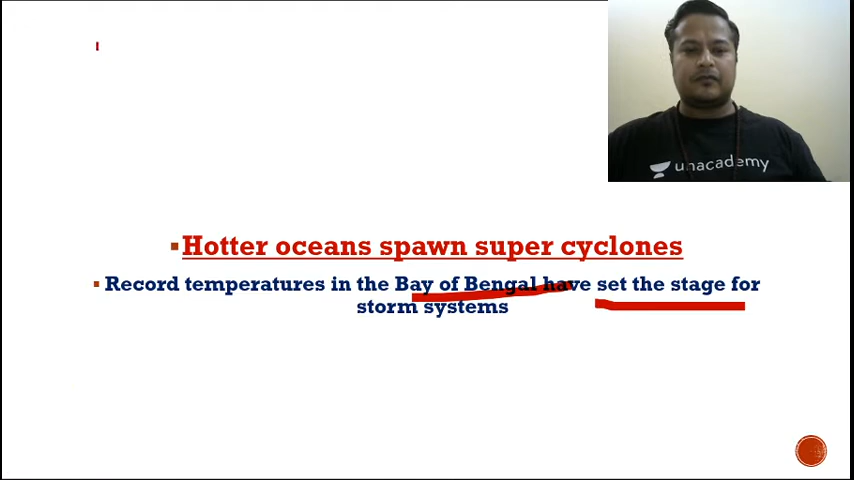 unacademy
▪Hotter oceans spawn super cyclones
▪Record temperatures in the Bay of Bengal have set the stage for
storm systems